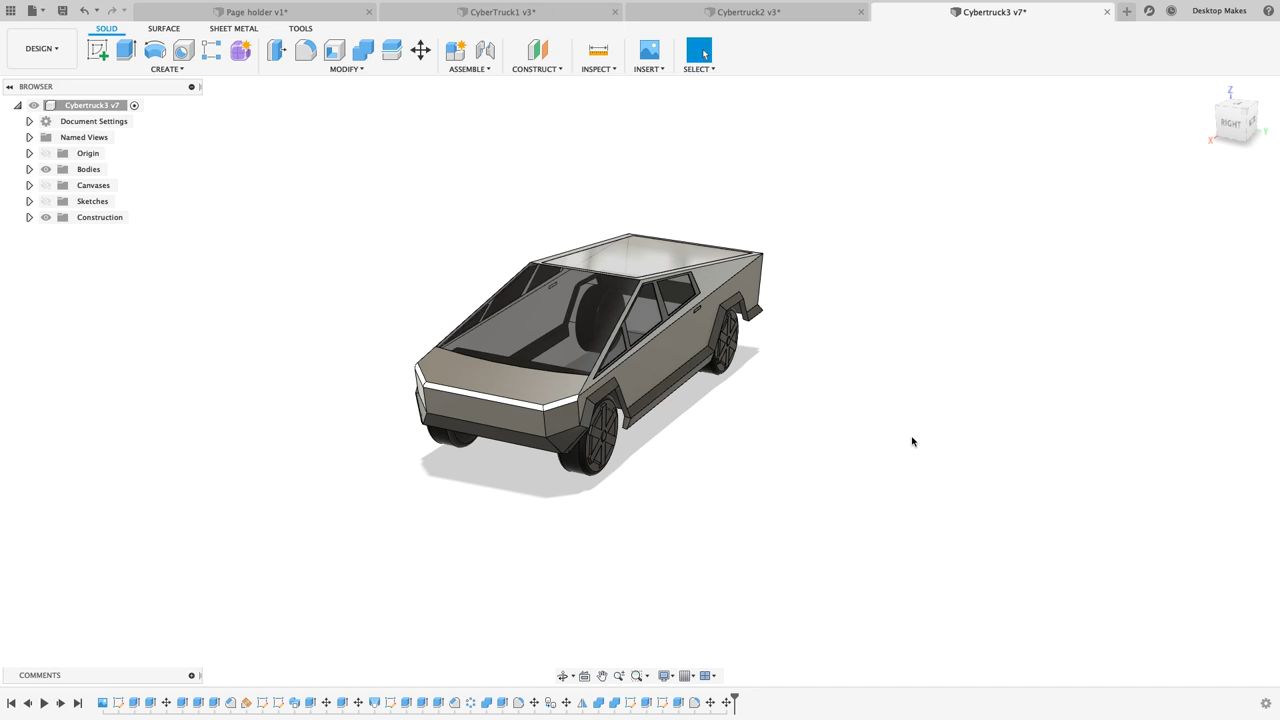 Page holder v1*
CyberTruck1 v3*
Cybertruck2 v3*
Cybertruck3 v7*
Desktop Makes
SOLID
SURFACE
SHEET METAL
TOOLS
DESIGN
CREATE
MODIFY
ASSEMBLE
CONSTRUCT
INSPECT
INSERT
SELECT
BROWSER
Cybertruck3 v7
Document Settings
Named Views
Origin
Bodies
Canvases
Sketches
Construction
Z
RIGHT
X
Y
COMMENTS